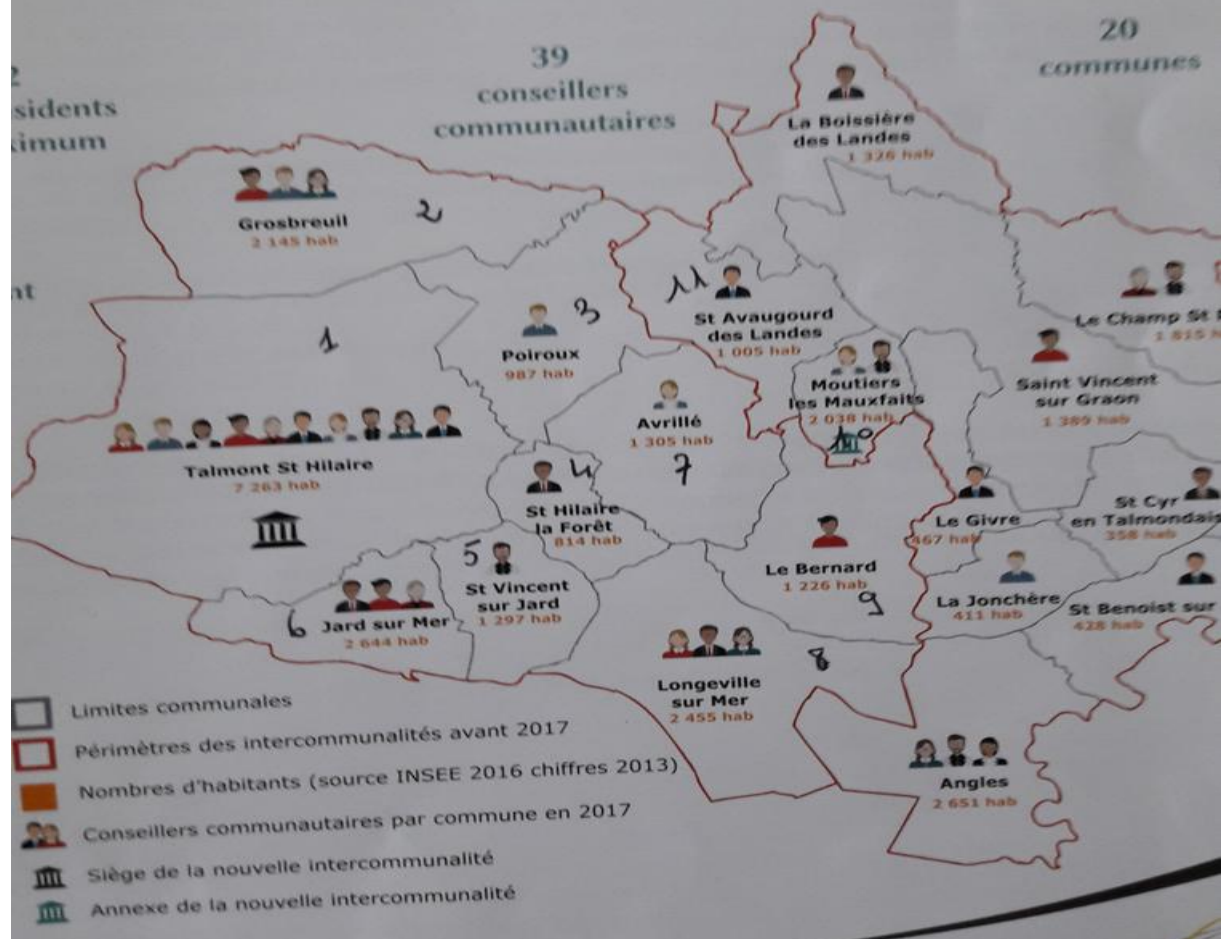 sidents
ximum
39
conseillers
communautaires
20
communes
La Boissière
des Landes
1 326 hab
Grosbreuil
2 145 hab
2
nt
1
Poiroux
987 hab
3
11
St Avaugourd
des Landes
1 005 hab
Le Champ St
1 815
Moutiers
les Mauxfaits
2 038 hab
Saint Vincent
sur Graon
1 389 hab
Avrillé
1 305 hab
7
Talmont St Hilaire
7 263 hab
4
St Hilaire
la Forêt
814 hab
Le Givre
467 hab
St Cyr
en Talmondais
358 hab
5
St Vincent
sur Jard
1 297 hab
Le Bernard
1 226 hab
9
La Jonchère
411 hab
St Benoist sur
428 hab
6
Jard sur Mer
2 644 hab
8
Longeville
sur Mer
2 455 hab
Angles
2 651 hab
Limites communales
Périmètres des intercommunalités avant 2017
Nombres d'habitants (source INSEE 2016 chiffres 2013)
Conseillers communautaires par commune en 2017
Siège de la nouvelle intercommunalité
Annexe de la nouvelle intercommunalité